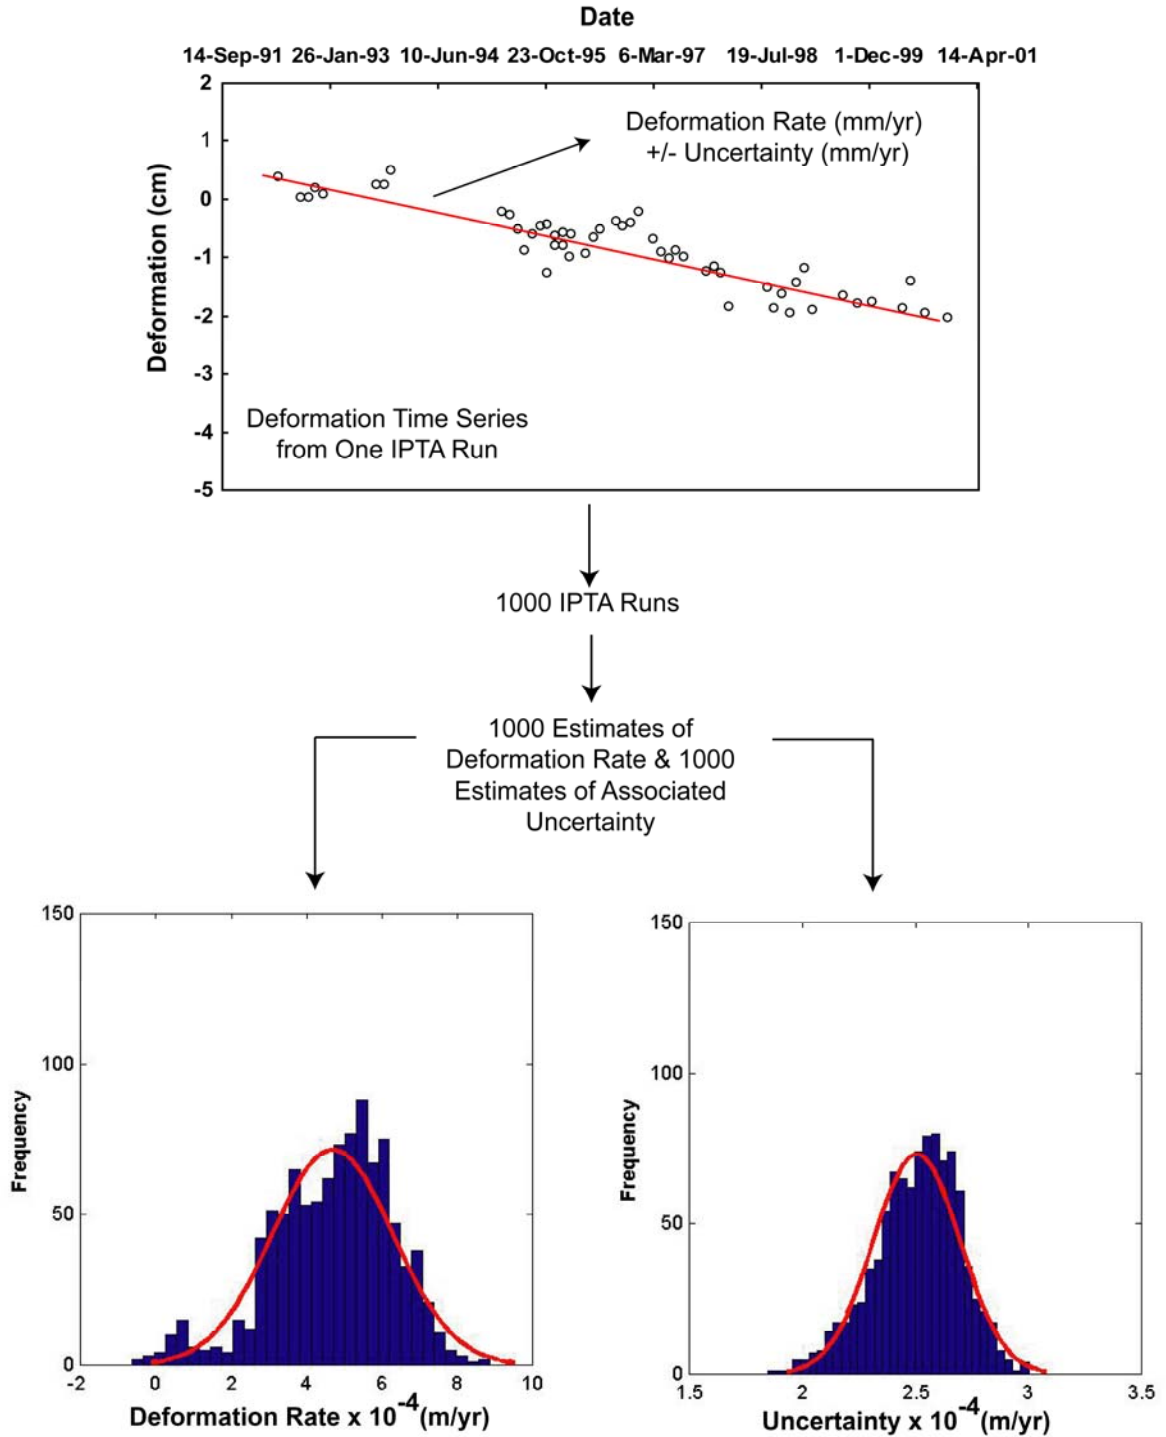 Date
14-Sep-91 26-Jan-93 10-Jun-94 23-Oct-95 6-Mar-97 19-Jul-98 1-Dec-99 14-Apr-01
2
1
0
-1
-2
-3
-4
-5
Deformation (cm)
Deformation Rate (mm/yr)
+/- Uncertainty (mm/yr)
Deformation Time Series
from One IPTA Run
1000 IPTA Runs
1000 Estimates of
Deformation Rate & 1000
Estimates of Associated
Uncertainty
150
100
50
0
Frequency
-2 0 2 4 6 8 10
Deformation Rate x 10⁻⁴ (m/yr)
150
100
50
0
Frequency
1.5 2 2.5 3 3.5
Uncertainty x 10⁻⁴ (m/yr)